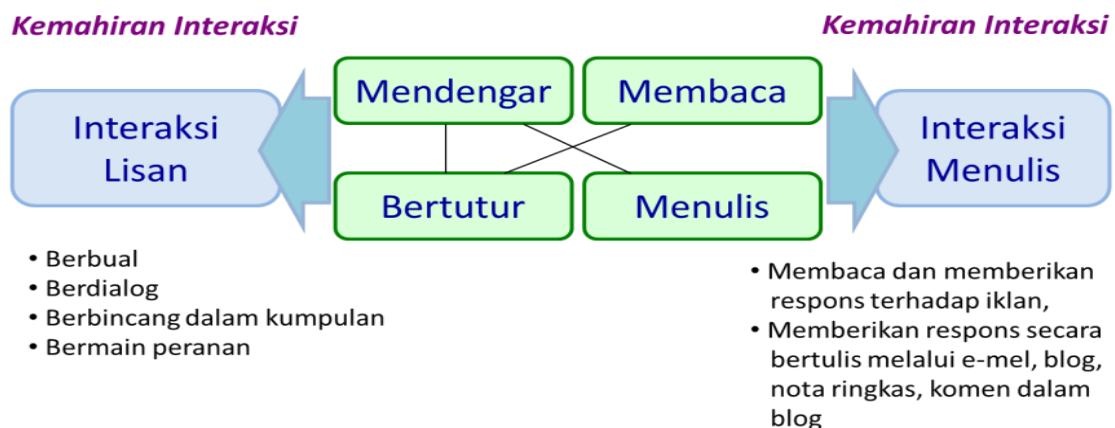 Kemahiran Interaksi
Kemahiran Interaksi
Interaksi
Lisan
Mendengar
Membaca
Bertutur
Menulis
Interaksi
Menulis
• Berbual
• Berdialog
• Berbincang dalam kumpulan
• Bermain peranan
• Membaca dan memberikan
respons terhadap iklan,
• Memberikan respons secara
bertulis melalui e-mel, blog,
nota ringkas, komen dalam
blog